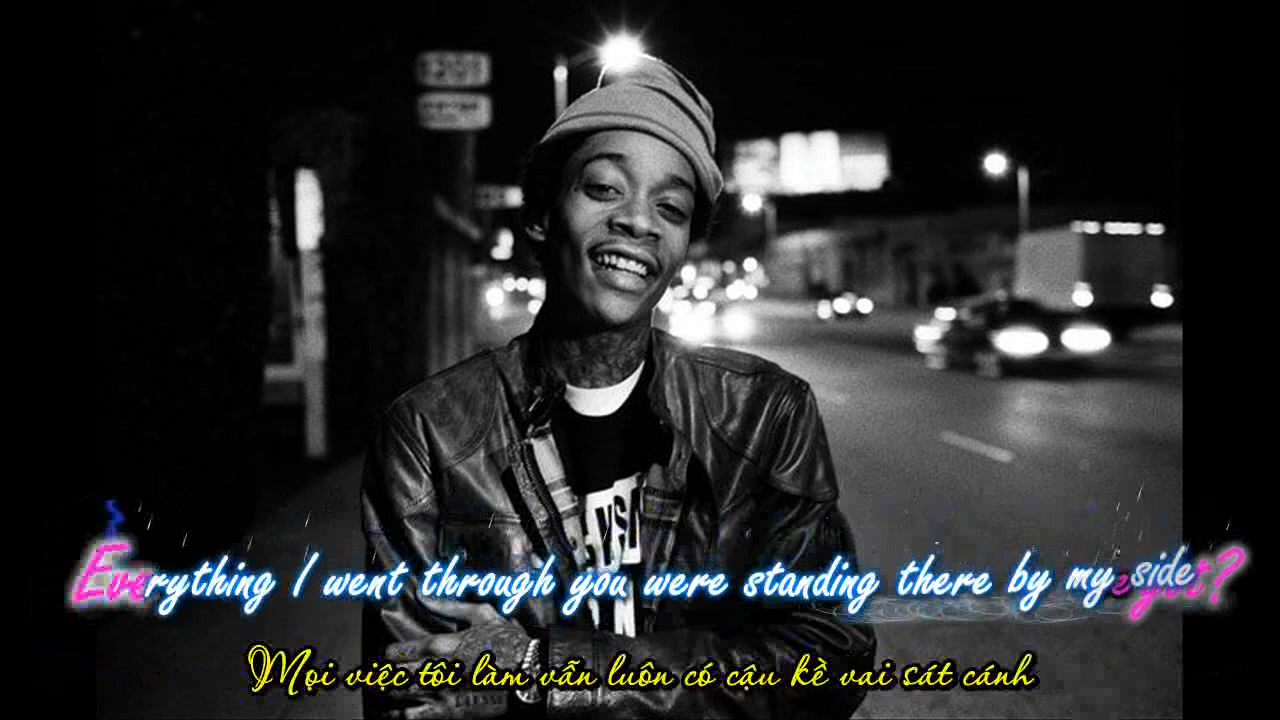 Everything I went through you were standing there by my side
Mọi việc tôi làm vẫn luôn có cậu kề vai sát cánh